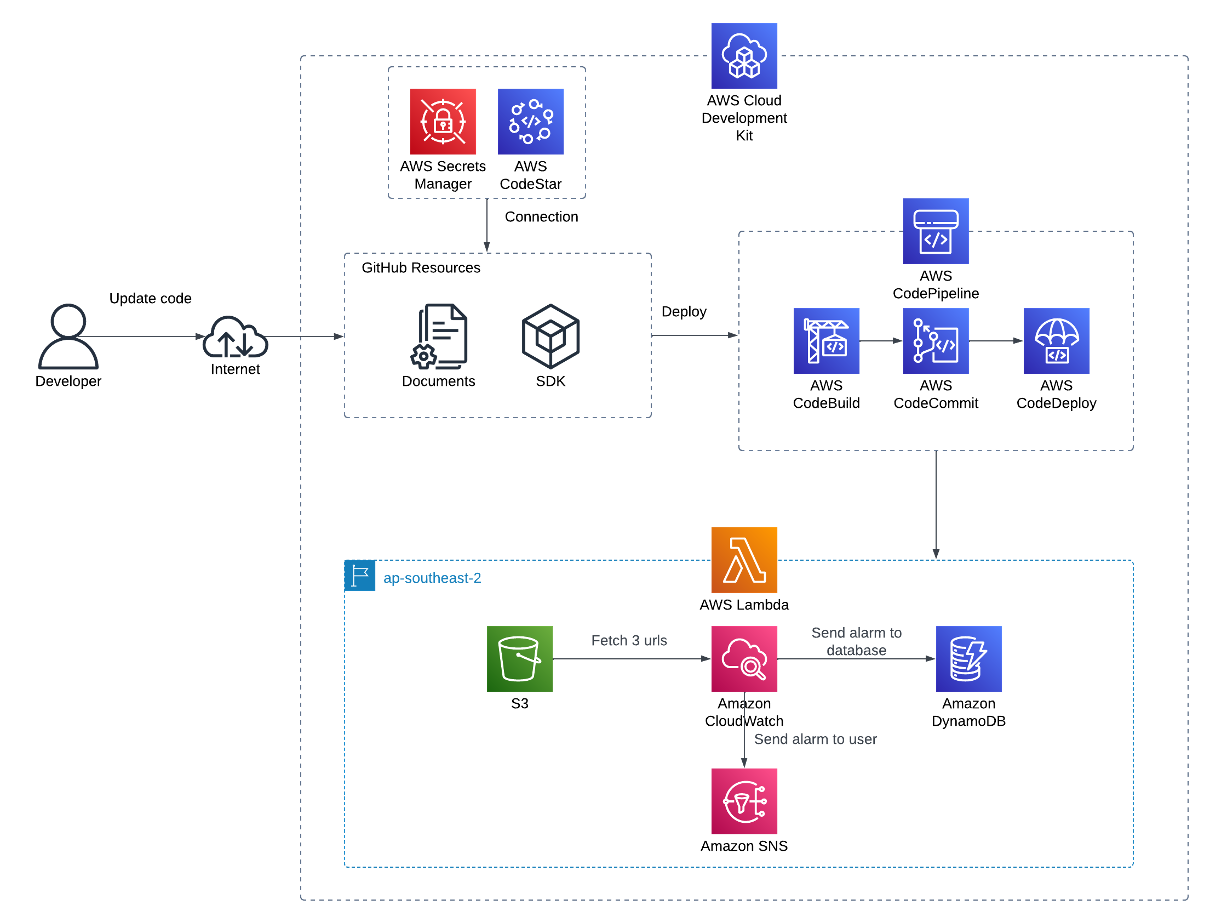 AWS Cloud
Development
Kit
AWS Secrets
Manager
AWS
CodeStar
Connection
GitHub Resources
Update code
Developer
Internet
Documents
SDK
Deploy
AWS
CodePipeline
AWS
CodeBuild
AWS
CodeCommit
AWS
CodeDeploy
ap-southeast-2
AWS Lambda
S3
Fetch 3 urls
Amazon
CloudWatch
Send alarm to
database
Amazon
DynamoDB
Send alarm to user
Amazon SNS